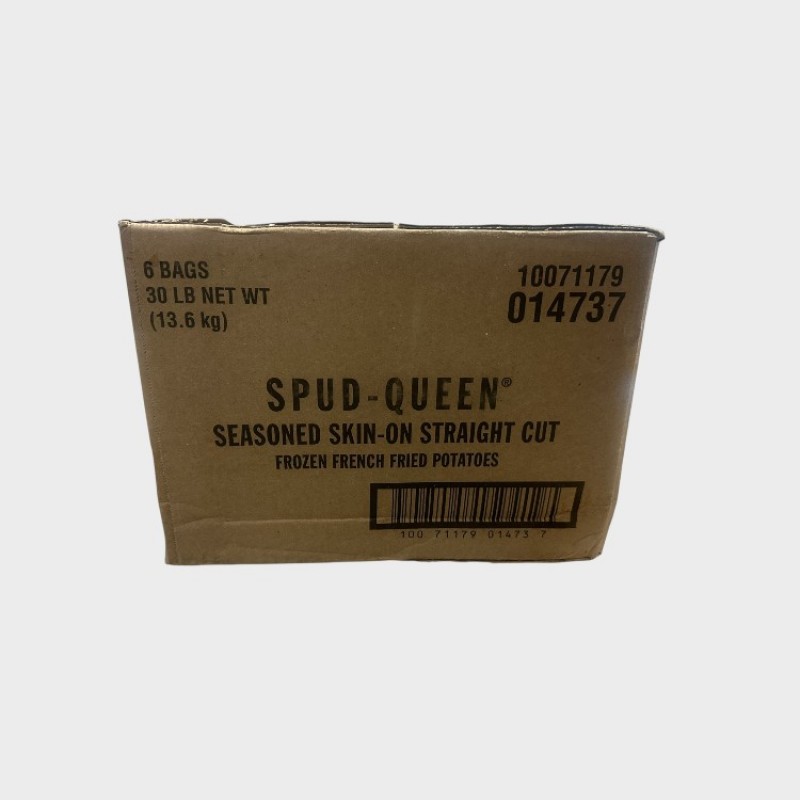 6 BAGS
30 LB NET WT
(13.6 kg)
10071179
014737
SPUD-QUEEN®
SEASONED SKIN-ON STRAIGHT CUT
FROZEN FRENCH FRIED POTATOES
100 71179 01473 7